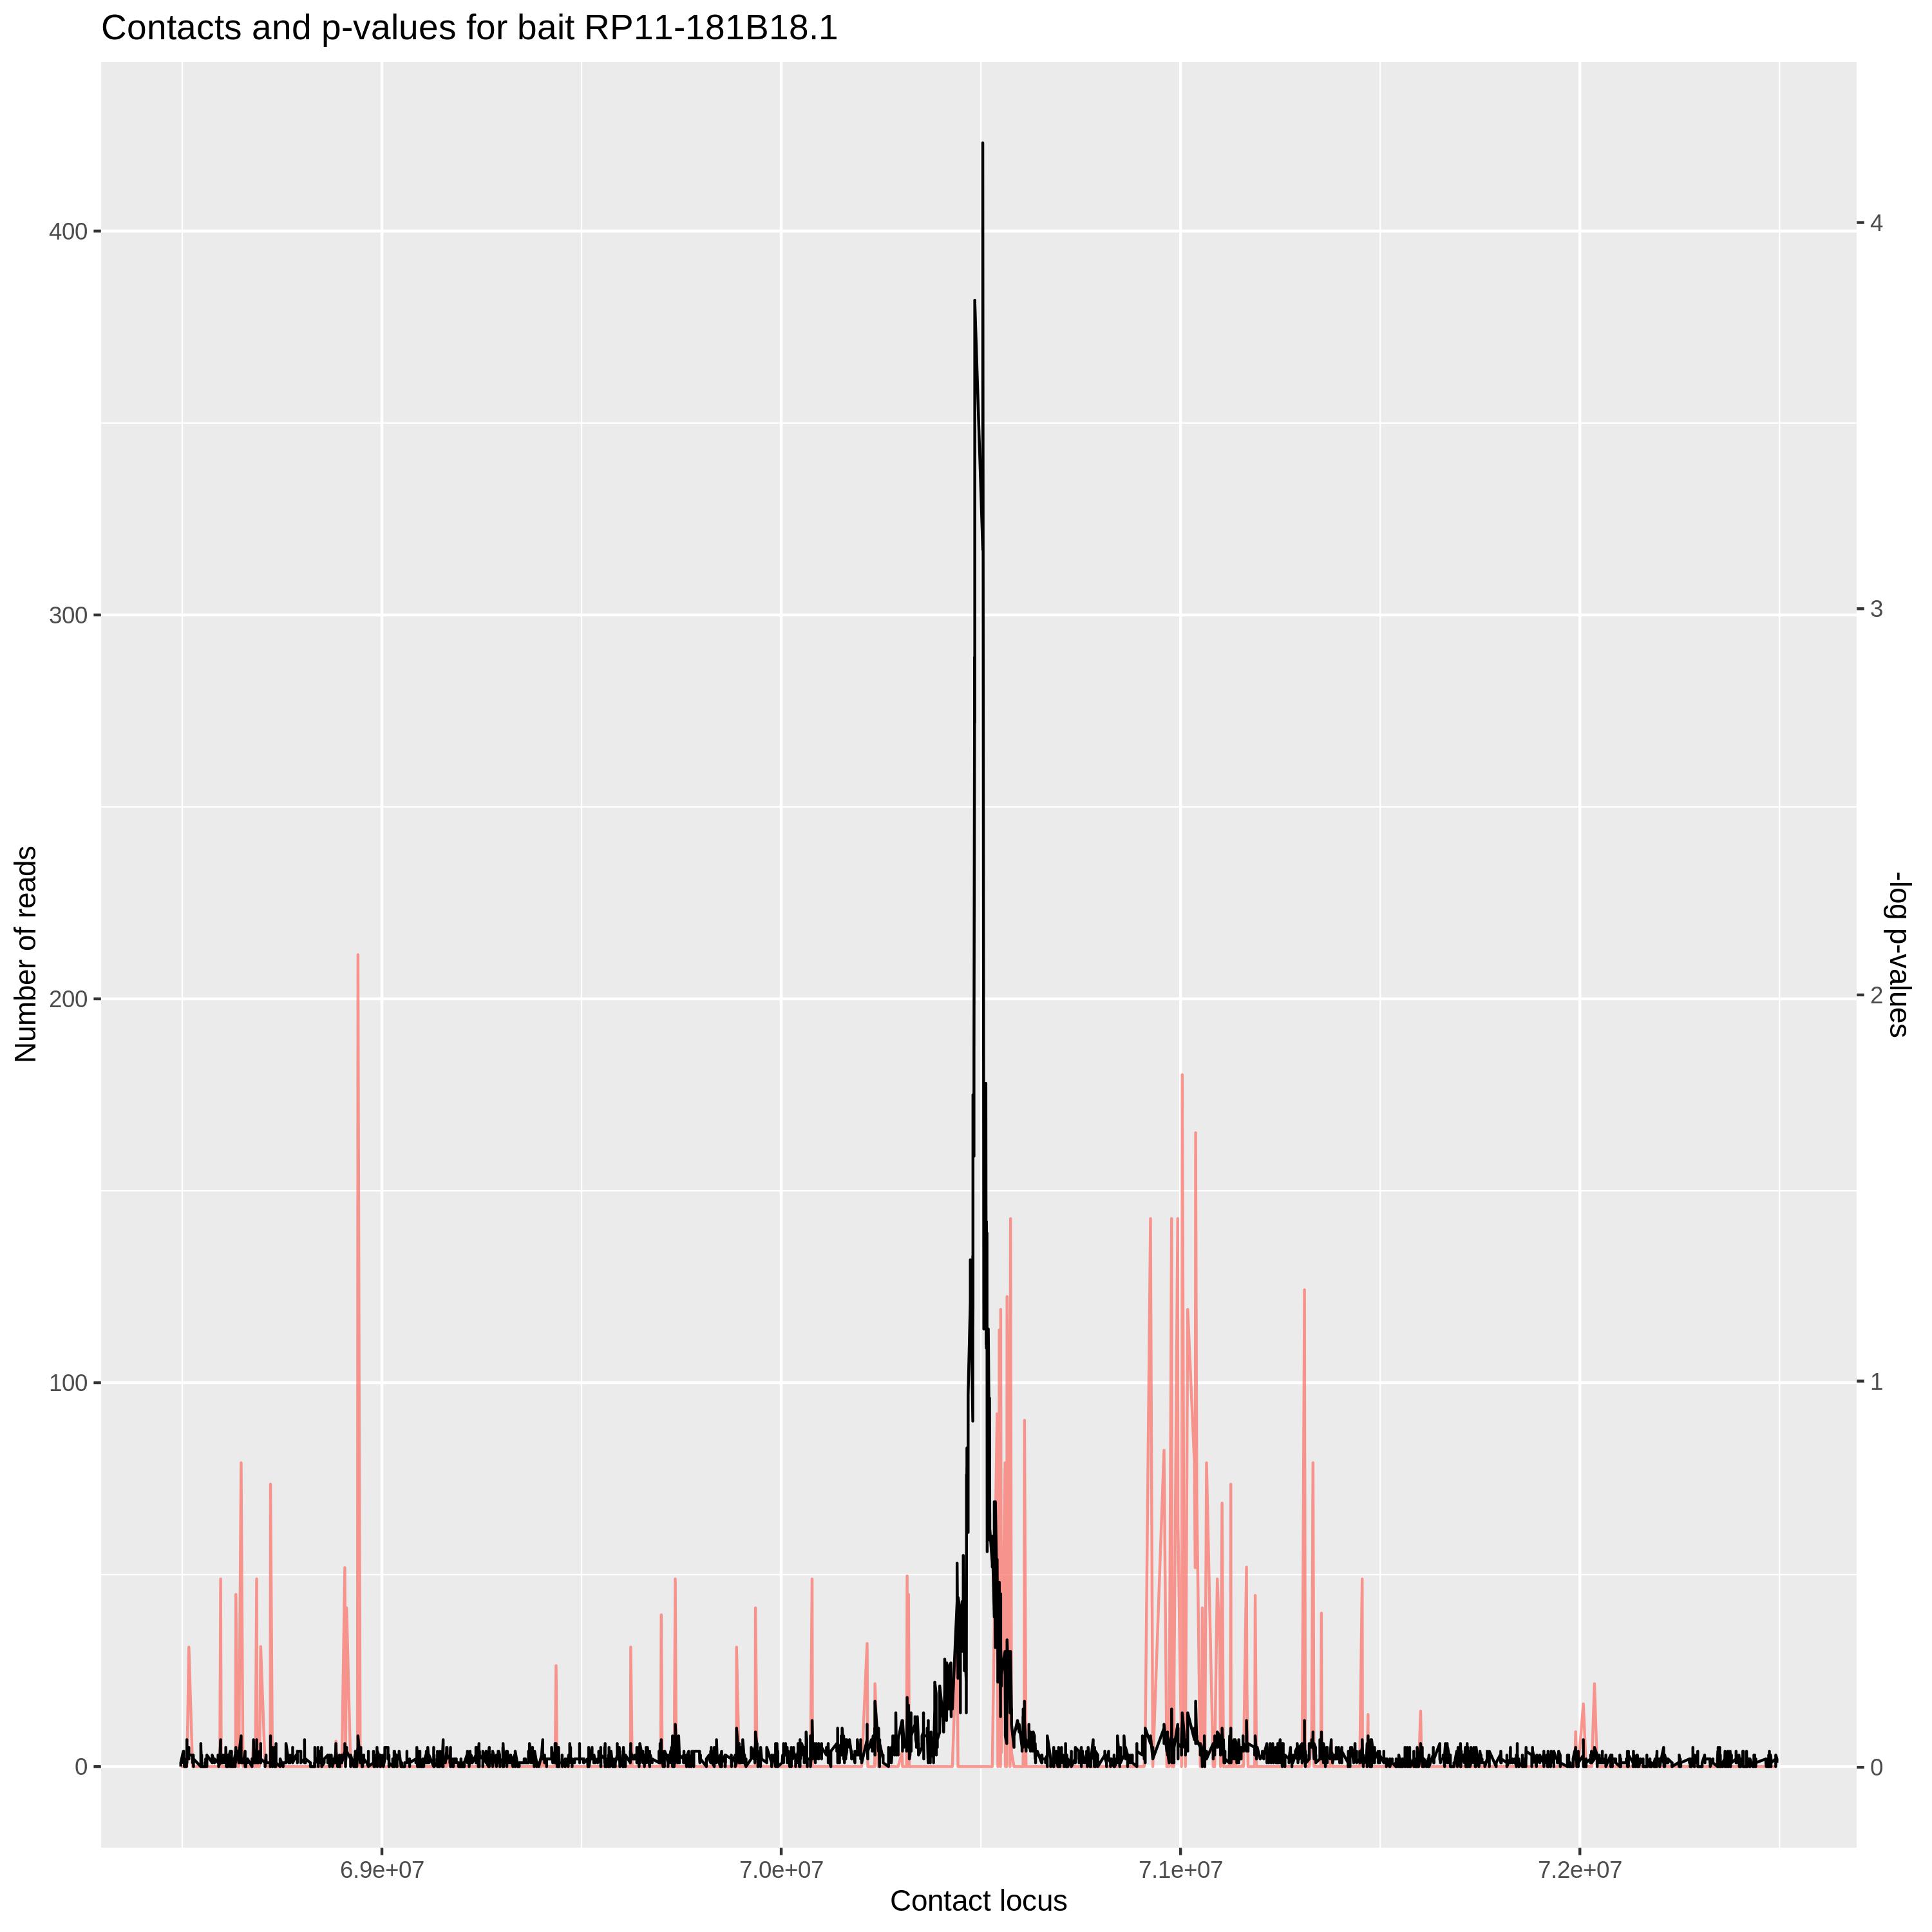 Contacts and p-values for bait RP11-181B18.1
400
300
200
100
0
4
3
2
1
0
Number of reads
-log p-values
6.9e+07
7.0e+07
7.1e+07
7.2e+07
Contact locus